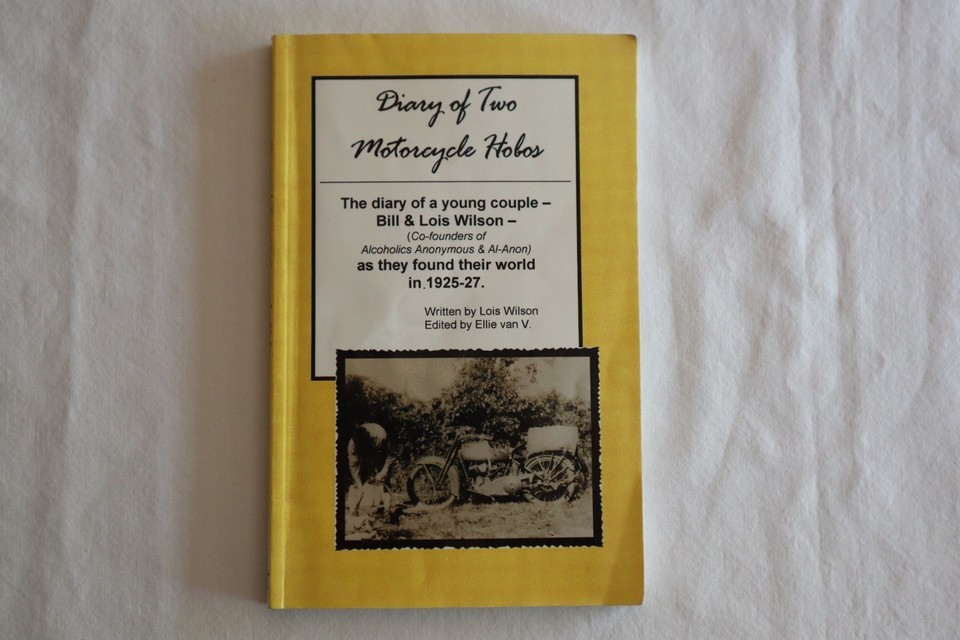 Diary of Two
Motorcycle Hobos
The diary of a young couple –
Bill & Lois Wilson –
(Co-founders of
Alcoholics Anonymous & Al-Anon)
as they found their world
in 1925-27.
Written by Lois Wilson
Edited by Ellie van V.